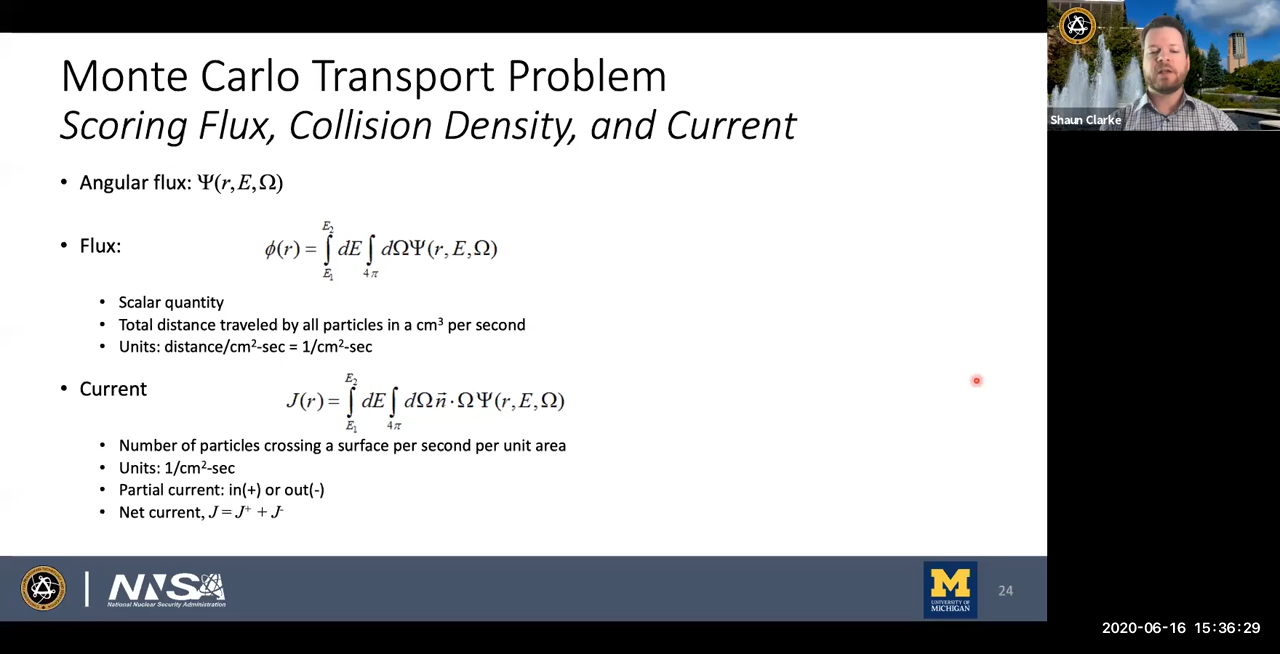 Monte Carlo Transport Problem
Scoring Flux, Collision Density, and Current
• Angular flux: Ψ(r, E, Ω)
• Flux: ϕ(r) = ∫_{E₁}^{E₂} dE ∫_{4π} dΩΨ(r, E, Ω)
• Scalar quantity
• Total distance traveled by all particles in a cm³ per second
• Units: distance/cm²-sec = 1/cm²-sec
• Current J(r) = ∫_{E₁}^{E₂} dE ∫_{4π} dΩ n⃗ · Ω Ψ(r, E, Ω)
• Number of particles crossing a surface per second per unit area
• Units: 1/cm²-sec
• Partial current: in(+) or out(-)
• Net current, J = J⁺ + J⁻
NNSA
National Nuclear Security Administration
M
UNIVERSITY OF
MICHIGAN
24
Shaun Clarke
2020-06-16 15:36:29